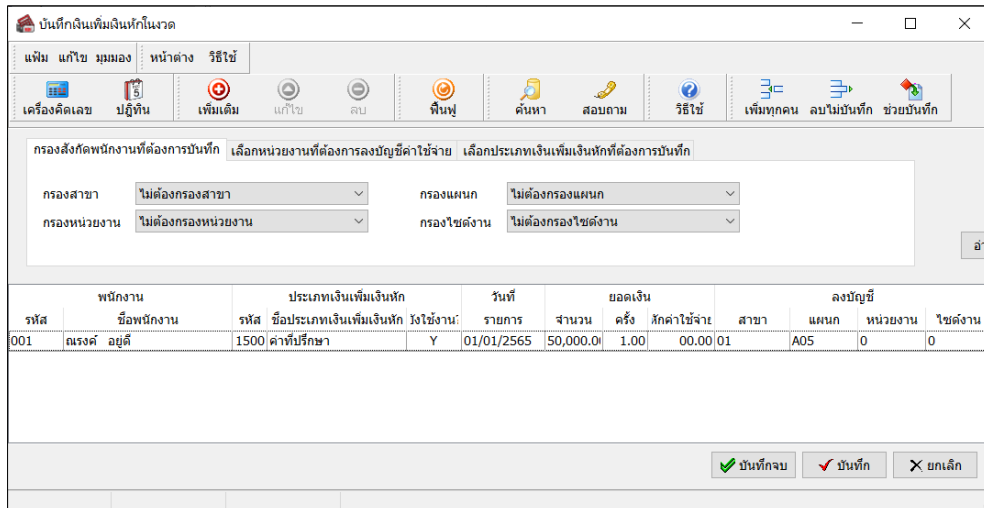 บันทึกเงินเพิ่มเงินหักในงวด
แฟ้ม แก้ไข มุมมอง หน้าต่าง วิธีใช้
เครื่องคิดเลข ปฏิทิน เพิ่มเติม แก้ไข ลบ ฟื้นฟู ค้นหา สอบถาม วิธีใช้ เพิ่มทุกคน ลบไม่บันทึก ช่วยบันทึก
กรองสังกัดพนักงานที่ต้องการบันทึก เลือกหน่วยงานที่ต้องการลงบัญชีค่าใช้จ่าย เลือกประเภทเงินเพิ่มเงินหักที่ต้องการบันทึก
กรองสาขา ไม่ต้องกรองสาขา กรองแผนก ไม่ต้องกรองแผนก
กรองหน่วยงาน ไม่ต้องกรองหน่วยงาน กรองไซด์งาน ไม่ต้องกรองไซด์งาน
พนักงาน ประเภทเงินเพิ่มเงินหัก วันที่ ยอดเงิน ลงบัญชี
รหัส ชื่อพนักงาน รหัส ชื่อประเภทเงินเพิ่มเงินหัก รายการ จำนวน ครั้ง สาขา แผนก หน่วยงาน ไซด์งาน
001 ณรงค์ อยู่ดี 1500 ค่าที่ปรึกษา Y 01/01/2565 50,000.0 1.00 00.00 01 A05 0 0
บันทึกจบ บันทึก ยกเลิก